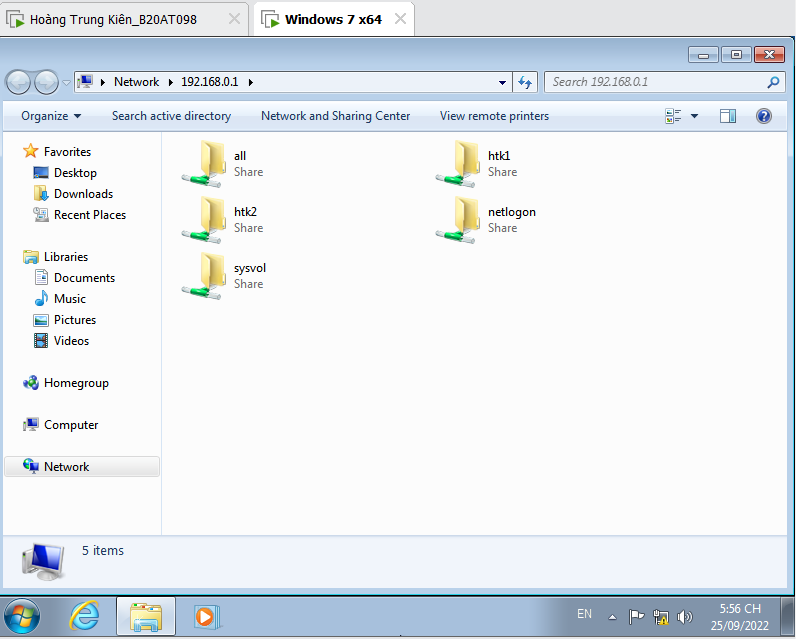 Hoàng Trung Kiên_B20AT098
Windows 7 x64
Network 192.168.0.1
Search 192.168.0.1
Organize
Search active directory
Network and Sharing Center
View remote printers
Favorites
Desktop
Downloads
Recent Places
Libraries
Documents
Music
Pictures
Videos
Homegroup
Computer
Network
all
Share
htk1
Share
htk2
Share
netlogon
Share
sysvol
Share
5 items
EN
5:56 CH
25/09/2022